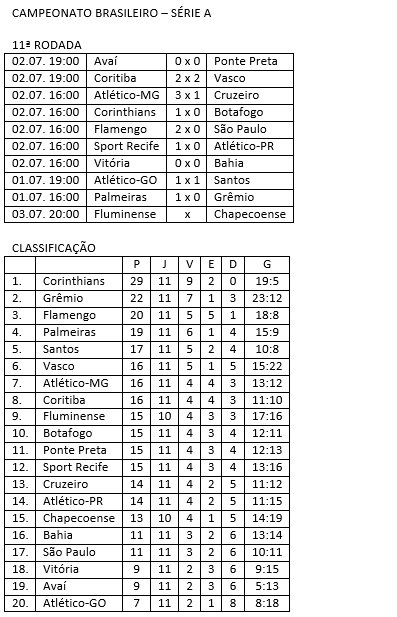 CAMPEONATO BRASILEIRO – SÉRIE A
11ª RODADA
02.07. 19:00 Avaí 0 x 0 Ponte Preta
02.07. 19:00 Coritiba 2 x 2 Vasco
02.07. 16:00 Atlético-MG 3 x 1 Cruzeiro
02.07. 16:00 Corinthians 1 x 0 Botafogo
02.07. 16:00 Flamengo 2 x 0 São Paulo
02.07. 16:00 Sport Recife 1 x 0 Atlético-PR
02.07. 16:00 Vitória 0 x 0 Bahia
01.07. 19:00 Atlético-GO 1 x 1 Santos
01.07. 16:00 Palmeiras 1 x 0 Grêmio
03.07. 20:00 Fluminense x Chapecoense
CLASSIFICAÇÃO
P J V E D G
1. Corinthians 29 11 9 2 0 19:5
2. Grêmio 22 11 7 1 3 23:12
3. Flamengo 20 11 5 5 1 18:8
4. Palmeiras 19 11 6 1 4 15:9
5. Santos 17 11 5 2 4 10:8
6. Vasco 16 11 5 1 5 15:22
7. Atlético-MG 16 11 4 4 3 13:12
8. Coritiba 16 11 4 4 3 11:10
9. Fluminense 15 10 4 3 3 17:16
10. Botafogo 15 11 4 3 4 12:11
11. Ponte Preta 15 11 4 3 4 12:13
12. Sport Recife 15 11 4 3 4 13:16
13. Cruzeiro 14 11 4 2 5 11:12
14. Atlético-PR 14 11 4 2 5 11:15
15. Chapecoense 13 10 4 1 5 14:19
16. Bahia 11 11 3 2 6 13:14
17. São Paulo 11 11 3 2 6 10:11
18. Vitória 9 11 2 3 6 9:15
19. Avaí 9 11 2 3 6 5:13
20. Atlético-GO 7 11 2 1 8 8:18